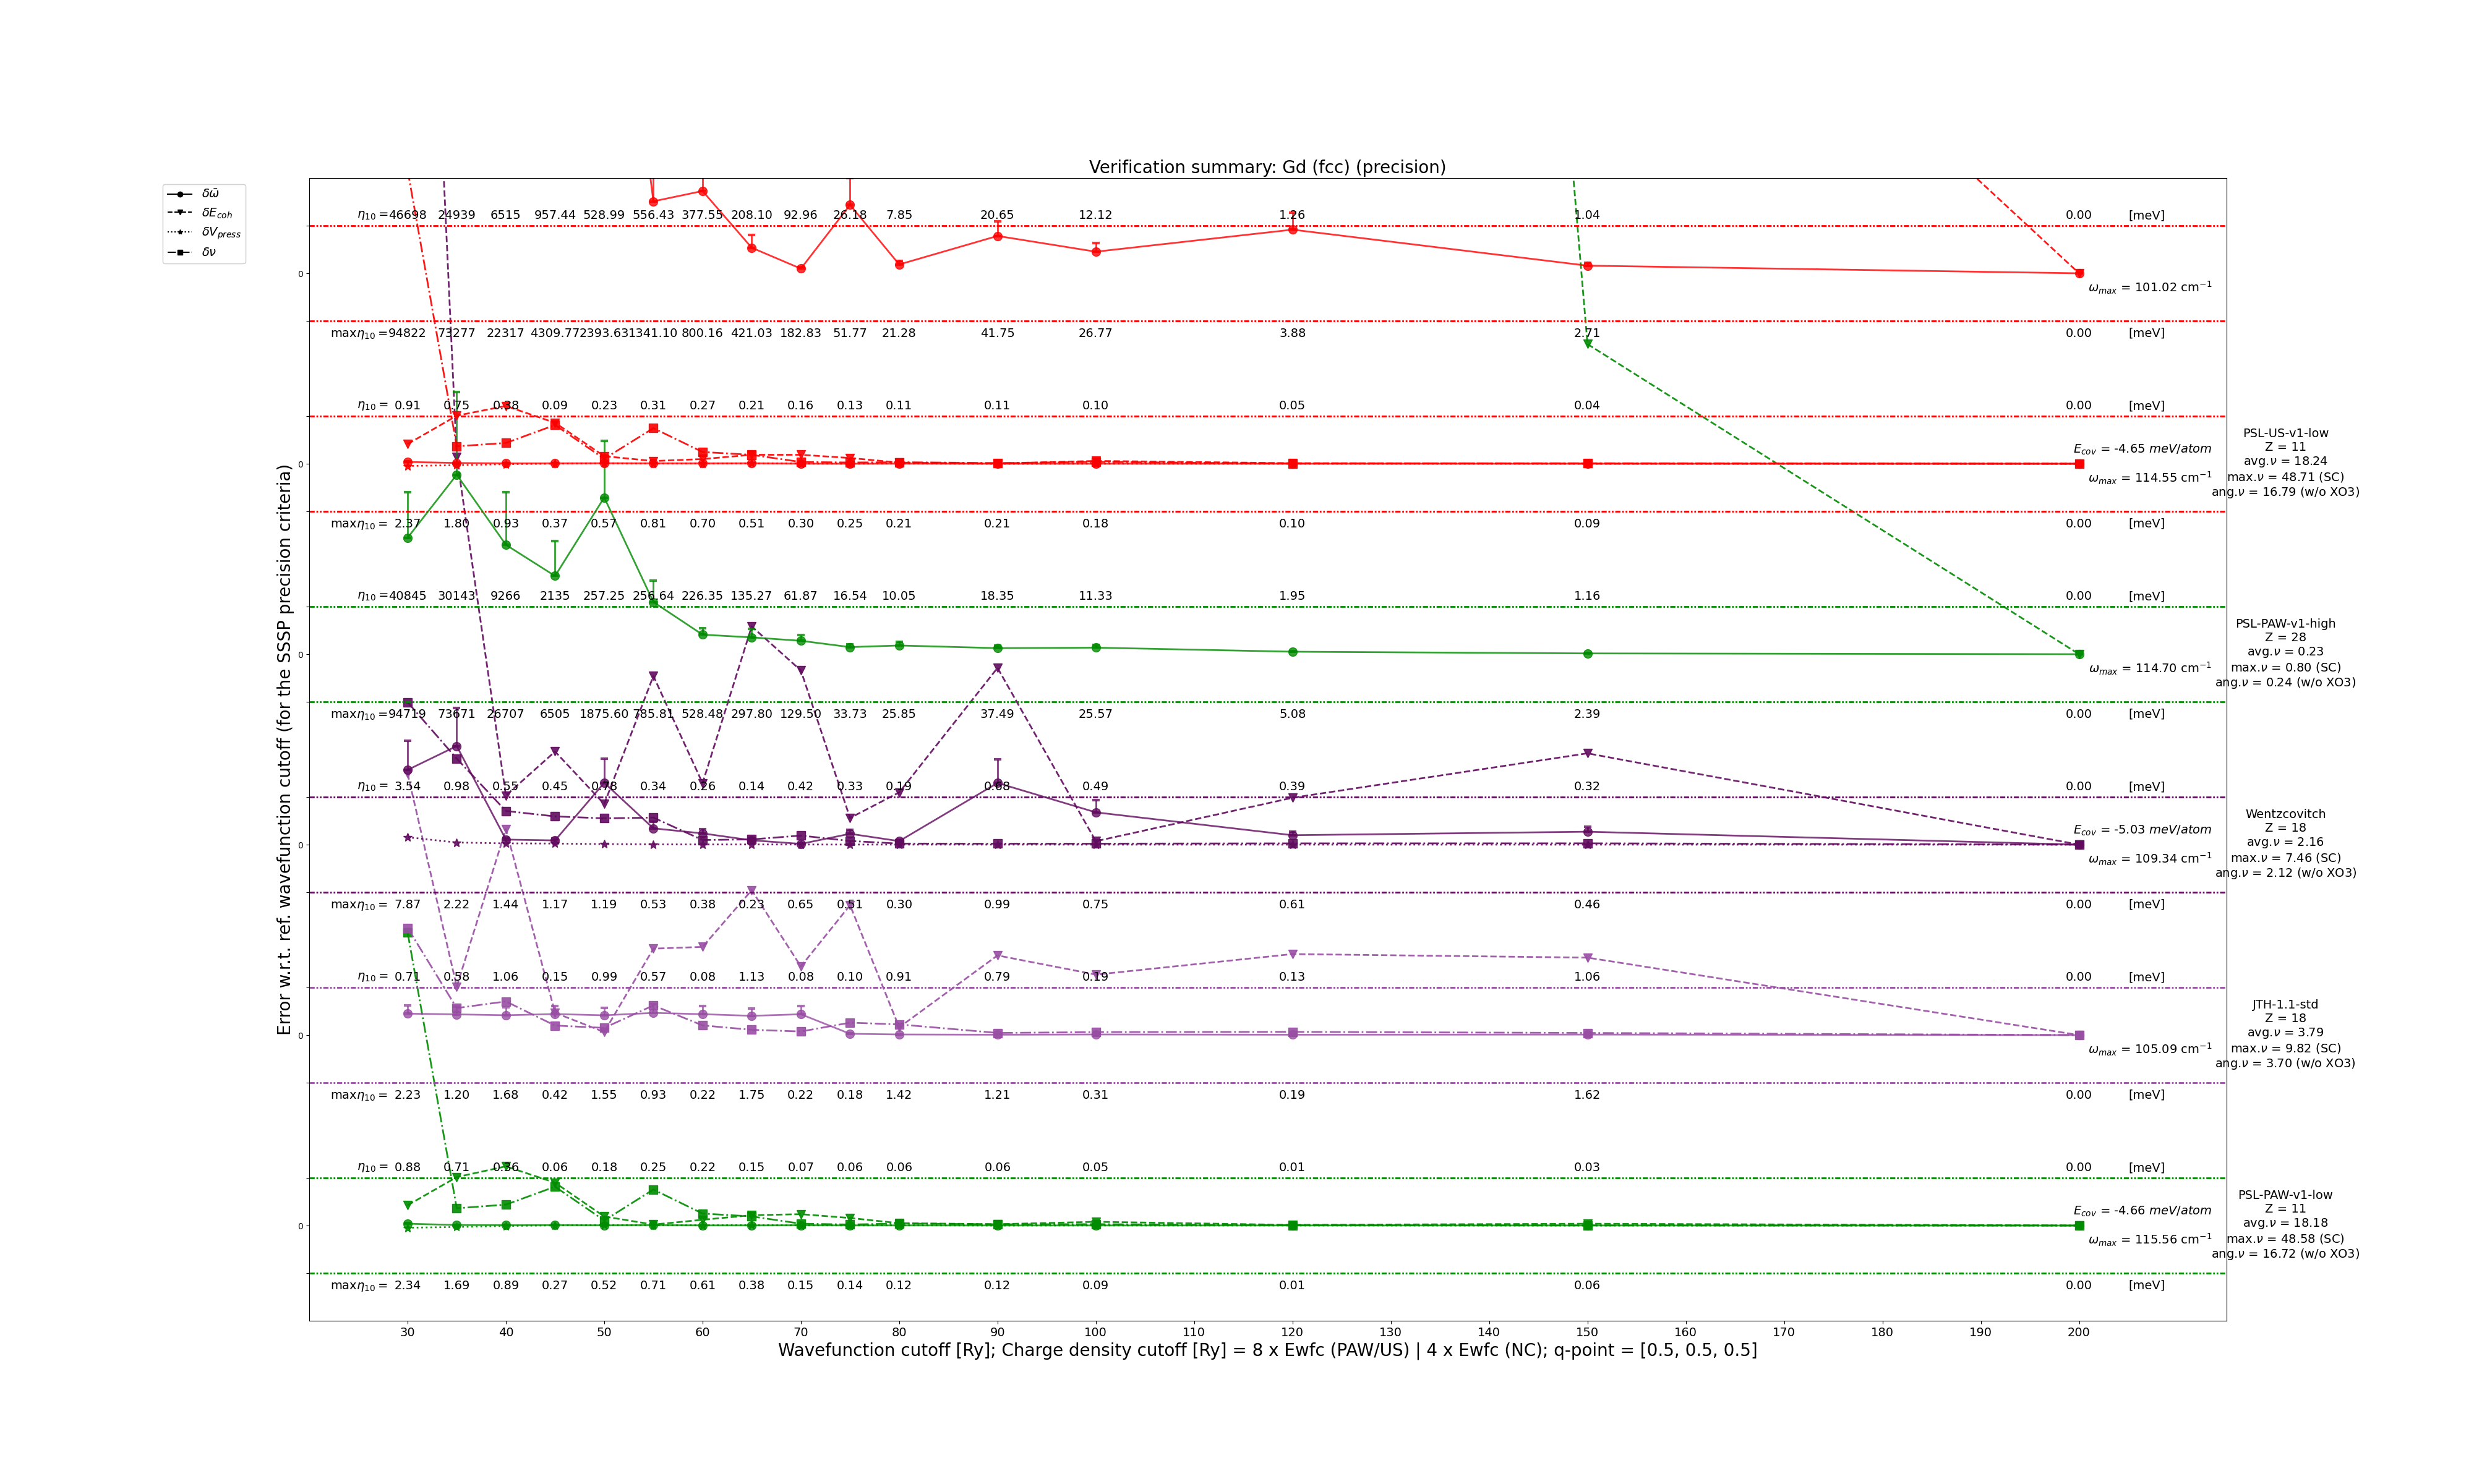 Verification summary: Gd (fcc) (precision)
δω̄
δE_coh
δV_press
δν
Error w.r.t. ref. wavefunction cutoff (for the SSSP precision criteria)
η₁₀ = 46698 24939 6515 957.44 528.99 556.43 377.55 208.10 92.96 26.18 7.85 20.65 12.12 1.26 1.04 0.00 [meV]
0
ω_max = 101.02 cm⁻¹
maxη₁₀ = 94822 73277 22317 4309.77 2393.63 1341.10 800.16 421.03 182.83 51.77 21.28 41.75 26.77 3.88 2.71 0.00 [meV]
η₁₀ = 0.91 0.75 0.38 0.09 0.23 0.31 0.27 0.21 0.16 0.13 0.11 0.11 0.10 0.05 0.04 0.00 [meV]
0
E_cov = -4.65 meV/atom
ω_max = 114.55 cm⁻¹
PSL-US-v1-low
Z = 11
avg.ν = 18.24
max.ν = 48.71 (SC)
ang.ν = 16.79 (w/o XO3)
maxη₁₀ = 2.37 1.80 0.93 0.37 0.57 0.81 0.70 0.51 0.30 0.25 0.21 0.21 0.18 0.10 0.09 0.00 [meV]
η₁₀ = 40845 30143 9266 2135 257.25 256.64 226.35 135.27 61.87 16.54 10.05 18.35 11.33 1.95 1.16 0.00 [meV]
0
ω_max = 114.70 cm⁻¹
PSL-PAW-v1-high
Z = 28
avg.ν = 0.23
max.ν = 0.80 (SC)
ang.ν = 0.24 (w/o XO3)
maxη₁₀ = 94719 73671 26707 6505 1875.60 785.81 528.48 297.80 129.50 33.73 25.85 37.49 25.57 5.08 2.39 0.00 [meV]
η₁₀ = 3.54 0.98 0.55 0.45 0.78 0.34 0.26 0.14 0.42 0.33 0.19 0.68 0.49 0.39 0.32 0.00 [meV]
0
E_cov = -5.03 meV/atom
ω_max = 109.34 cm⁻¹
Wentzcovitch
Z = 18
avg.ν = 2.16
max.ν = 7.46 (SC)
ang.ν = 2.12 (w/o XO3)
maxη₁₀ = 7.87 2.22 1.44 1.17 1.19 0.53 0.38 0.23 0.65 0.51 0.30 0.99 0.75 0.61 0.46 0.00 [meV]
η₁₀ = 0.71 0.58 1.06 0.15 0.99 0.57 0.08 1.13 0.08 0.10 0.91 0.79 0.19 0.13 1.06 0.00 [meV]
0
ω_max = 105.09 cm⁻¹
JTH-1.1-std
Z = 18
avg.ν = 3.79
max.ν = 9.82 (SC)
ang.ν = 3.70 (w/o XO3)
maxη₁₀ = 2.23 1.20 1.68 0.42 1.55 0.93 0.22 1.75 0.22 0.18 1.42 1.21 0.31 0.19 1.62 0.00 [meV]
η₁₀ = 0.88 0.71 0.36 0.06 0.18 0.25 0.22 0.15 0.07 0.06 0.06 0.06 0.05 0.01 0.03 0.00 [meV]
0
E_cov = -4.66 meV/atom
ω_max = 115.56 cm⁻¹
PSL-PAW-v1-low
Z = 11
avg.ν = 18.18
max.ν = 48.58 (SC)
ang.ν = 16.72 (w/o XO3)
maxη₁₀ = 2.34 1.69 0.89 0.27 0.52 0.71 0.61 0.38 0.15 0.14 0.12 0.12 0.09 0.01 0.06 0.00 [meV]
30 40 50 60 70 80 90 100 110 120 130 140 150 160 170 180 190 200
Wavefunction cutoff [Ry]; Charge density cutoff [Ry] = 8 x Ewfc (PAW/US) | 4 x Ewfc (NC); q-point = [0.5, 0.5, 0.5]